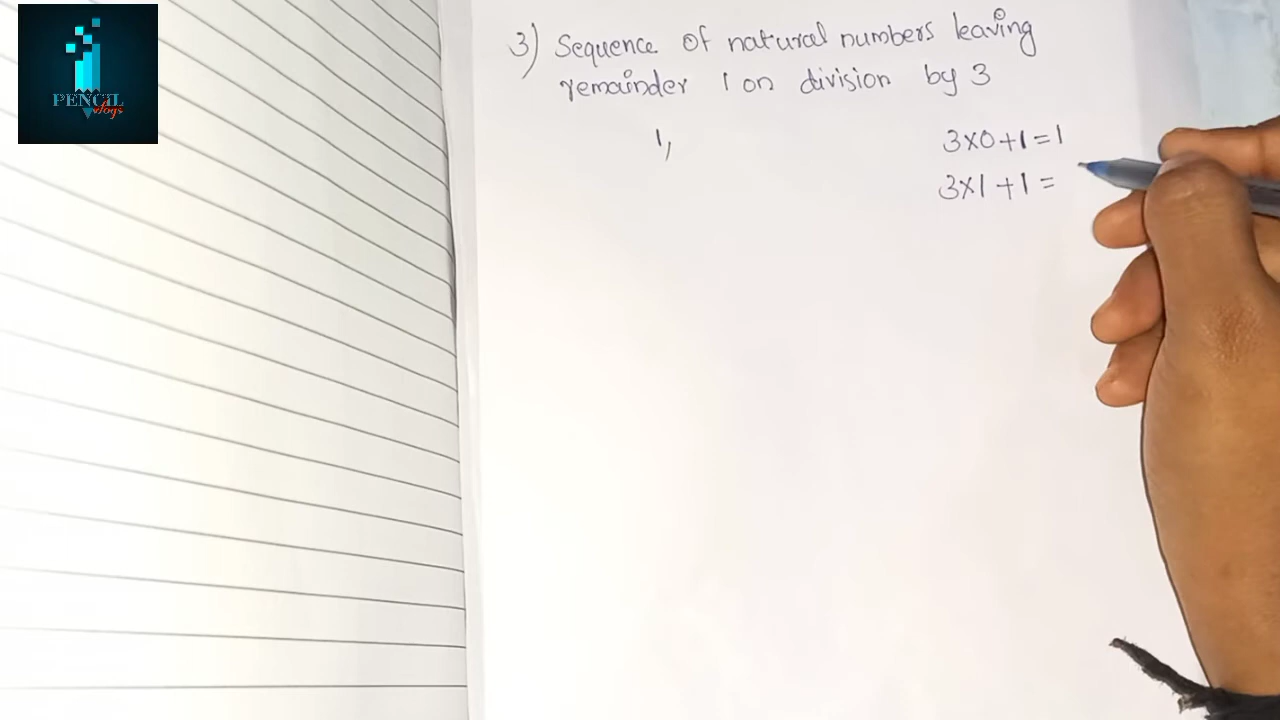 PENCIL
vlogs
3) Sequence of natural numbers leaving
remainder 1 on division by 3
1,
3×0+1=1
3×1+1=